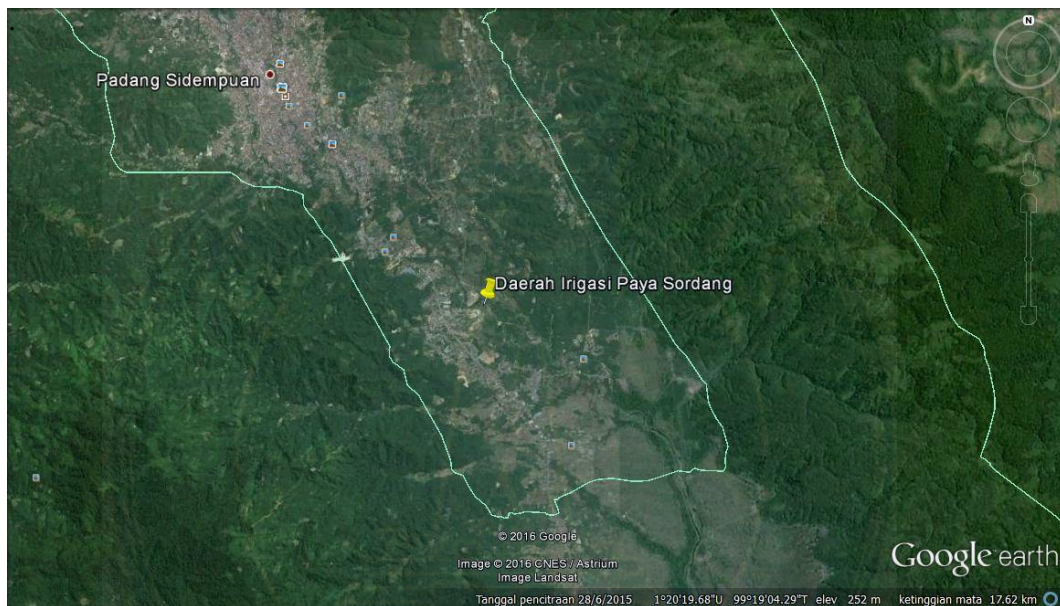 N
Padang Sidempuan
Daerah Irigasi Paya Sordang
© 2016 Google
Image © 2016 CNES / Astrium
Image Landsat
Google earth
Tanggal pencitraan 28/6/2015 1°20'19.68"U 99°19'04.29"T elev 252 m ketinggian mata 17.62 km